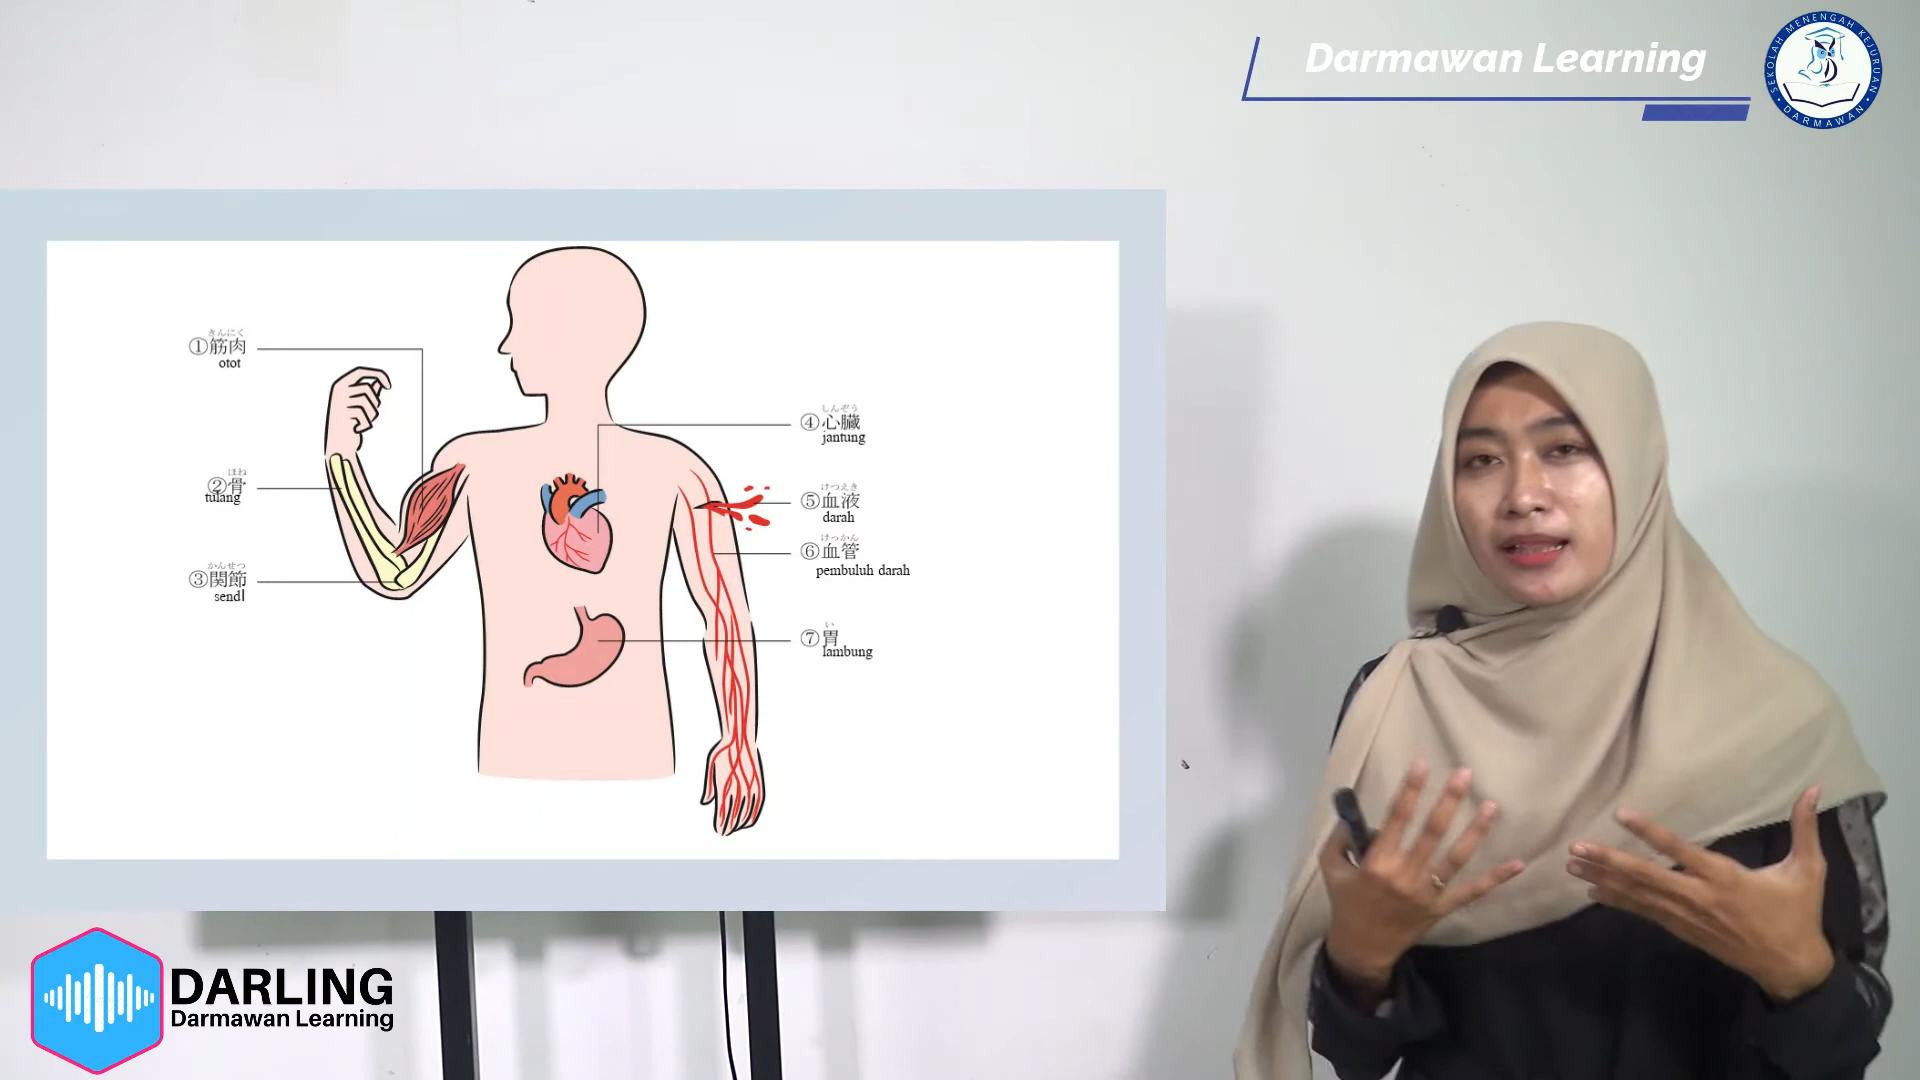 Darmawan Learning
SEKOLAH MENENGAH KEJURUAN
DARMAWAN
きんにく
①筋肉
otot
ほね
②骨
tulang
かんせつ
③関節
sendI
しんぞう
④心臓
jantung
けつえき
⑤血液
darah
けっかん
⑥血管
pembuluh darah
い
⑦胃
lambung
DARLING
Darmawan Learning